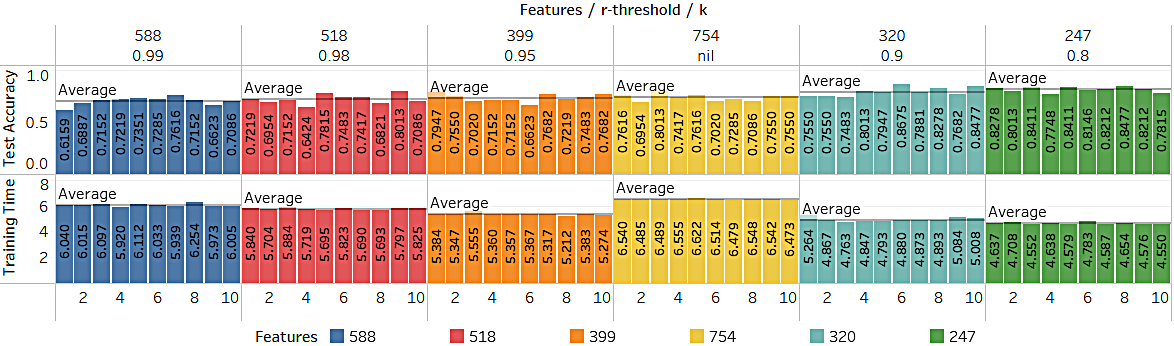 Features / r-threshold / k
588 518 399 754 320 247
0.99 0.98 0.95 nil 0.9 0.8
Test Accuracy
1.0
0.5
0.0
Average Average Average Average Average Average
0.6159 0.6887 0.7152 0.7219 0.7351 0.7285 0.7616 0.7152 0.6623 0.7086
0.7219 0.6954 0.7152 0.6424 0.7815 0.7483 0.7417 0.6821 0.8013 0.7086
0.7947 0.7550 0.7020 0.7152 0.7152 0.6623 0.7682 0.7219 0.7483 0.7682
0.7616 0.6954 0.8013 0.7417 0.7616 0.7020 0.7285 0.7086 0.7550 0.7550
0.7550 0.7550 0.7483 0.8013 0.7947 0.8675 0.7881 0.8278 0.7682 0.8477
0.8278 0.8013 0.8411 0.7748 0.8411 0.8146 0.8212 0.8477 0.8212 0.7815
Training Time
8
6
4
2
Average Average Average Average Average Average
6.040 6.015 6.097 5.920 6.112 6.033 5.939 6.254 5.973 6.005
5.840 5.704 5.884 5.719 5.695 5.823 5.690 5.693 5.797 5.825
5.384 5.347 5.555 5.360 5.357 5.367 5.317 5.212 5.383 5.274
6.540 6.485 6.489 6.555 6.622 6.514 6.479 6.548 6.542 6.473
5.264 4.867 4.763 4.847 4.793 4.880 4.873 4.893 5.084 5.008
4.637 4.708 4.552 4.638 4.579 4.783 4.587 4.654 4.576 4.550
2 4 6 8 10 2 4 6 8 10 2 4 6 8 10 2 4 6 8 10 2 4 6 8 10 2 4 6 8 10
Features 588 518 399 754 320 247